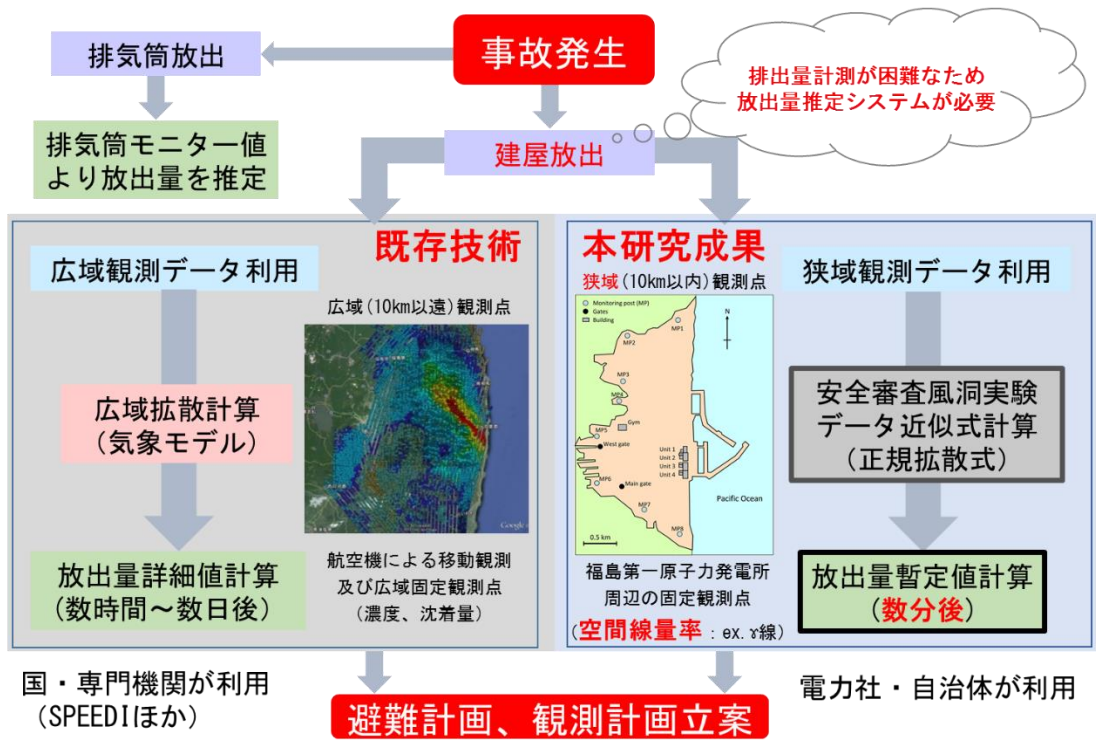 事故発生
排気筒放出
排出量計測が困難なため
放出量推定システムが必要
排気筒モニター値
より放出量を推定
建屋放出
既存技術
広域観測データ利用
広域(10km以遠)観測点
Google
広域拡散計算
(気象モデル)
航空機による移動観測
及び広域固定観測点
(濃度、沈着量)
放出量詳細値計算
(数時間～数日後)
本研究成果
狭域(10km以内)観測点
狭域観測データ利用
Monitoring post (MP)
Gates
Building
N
MP1
MP2
MP3
MP4
Gym
MP5
West gate
Unit 1
Unit 2
Unit 3
Unit 4
MP6
Main gate
MP7
Pacific Ocean
MP8
0.5 km
安全審査風洞実験
データ近似式計算
(正規拡散式)
福島第一原子力発電所
周辺の固定観測点
(空間線量率：ex.γ線)
放出量暫定値計算
(数分後)
国・専門機関が利用
(SPEEDIほか)
電力社・自治体が利用
避難計画、観測計画立案